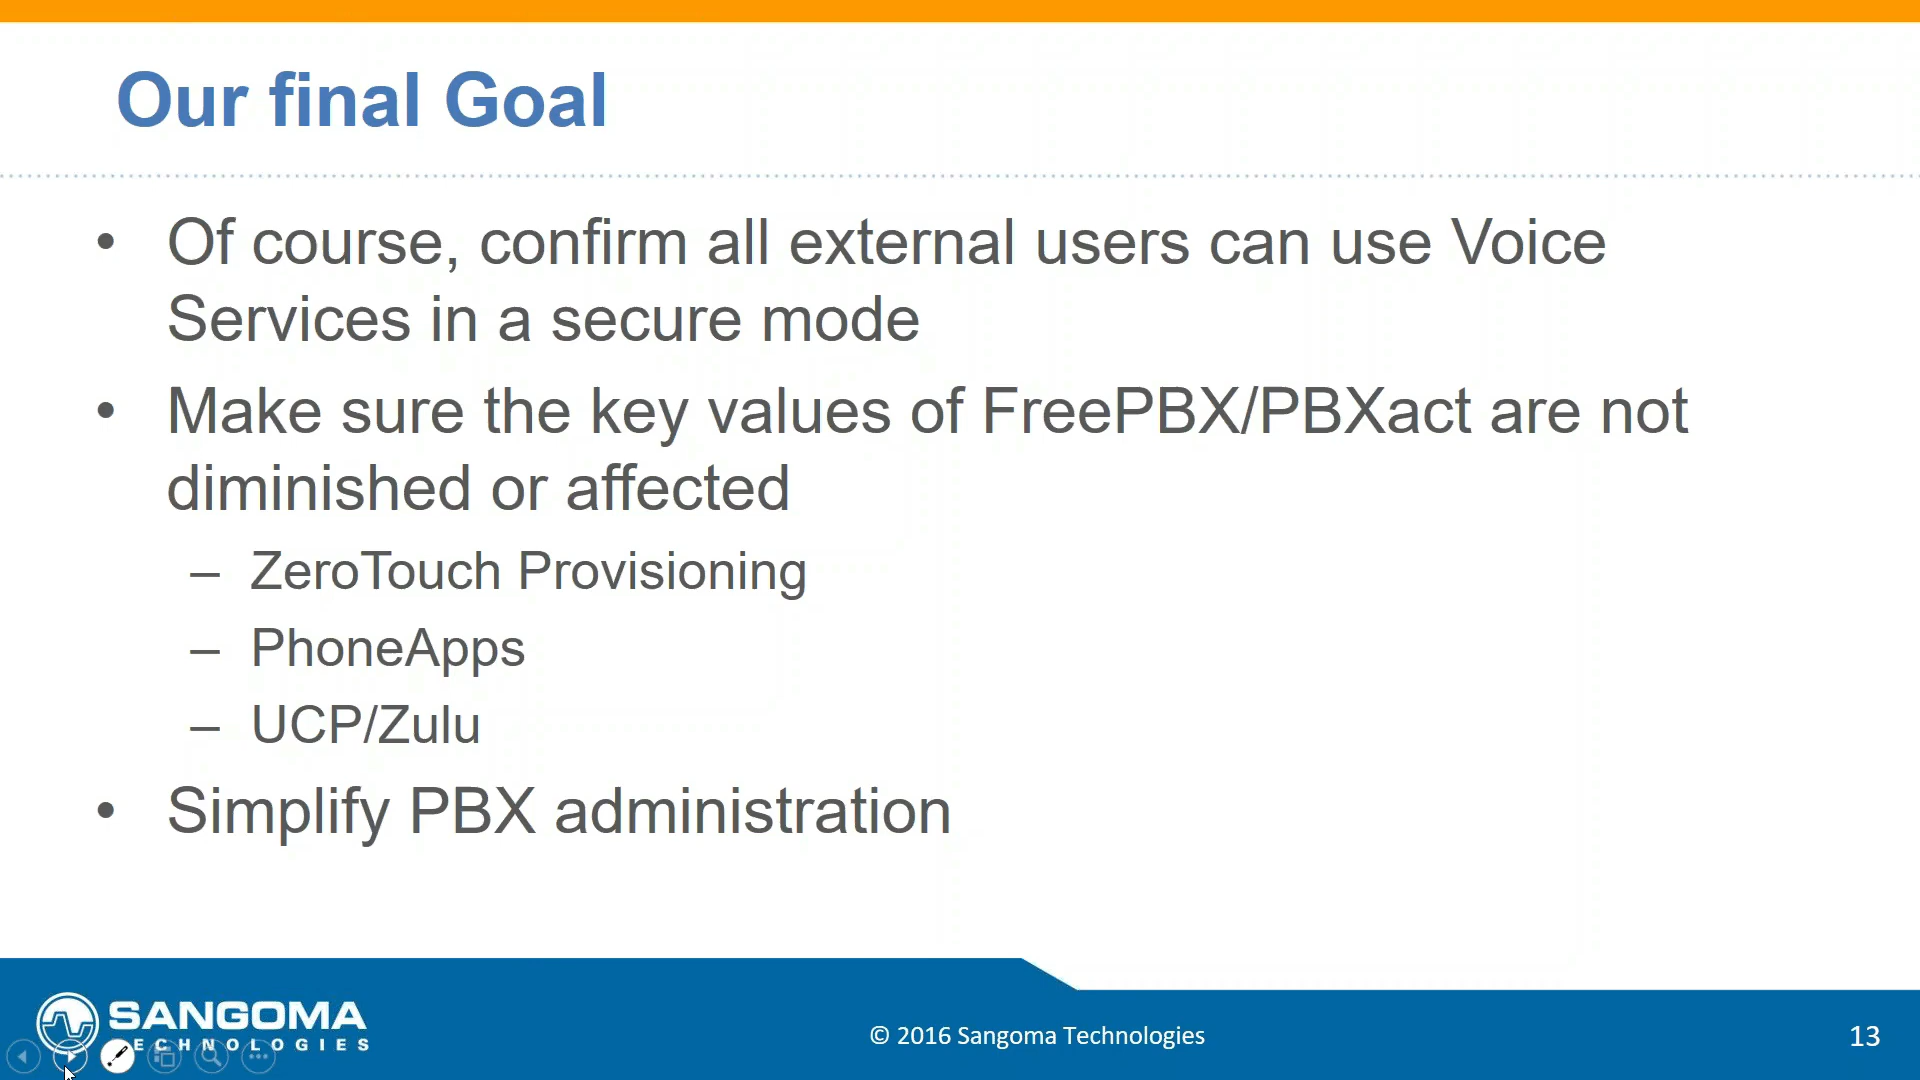 Our final Goal
• Of course, confirm all external users can use Voice
Services in a secure mode
• Make sure the key values of FreePBX/PBXact are not
diminished or affected
– ZeroTouch Provisioning
– PhoneApps
– UCP/Zulu
• Simplify PBX administration
SANGOMA
TECHNOLOGIES
© 2016 Sangoma Technologies
13